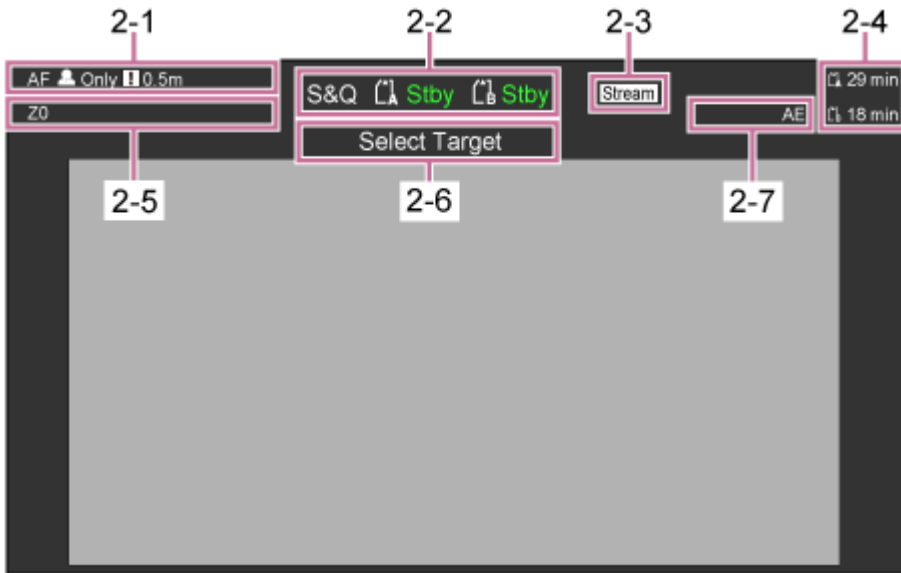 2-1 2-2 2-3 2-4
AF Only 0.5m
S&Q A Stby B Stby
Stream
29 min
Z0
AE
18 min
Select Target
2-5 2-6 2-7